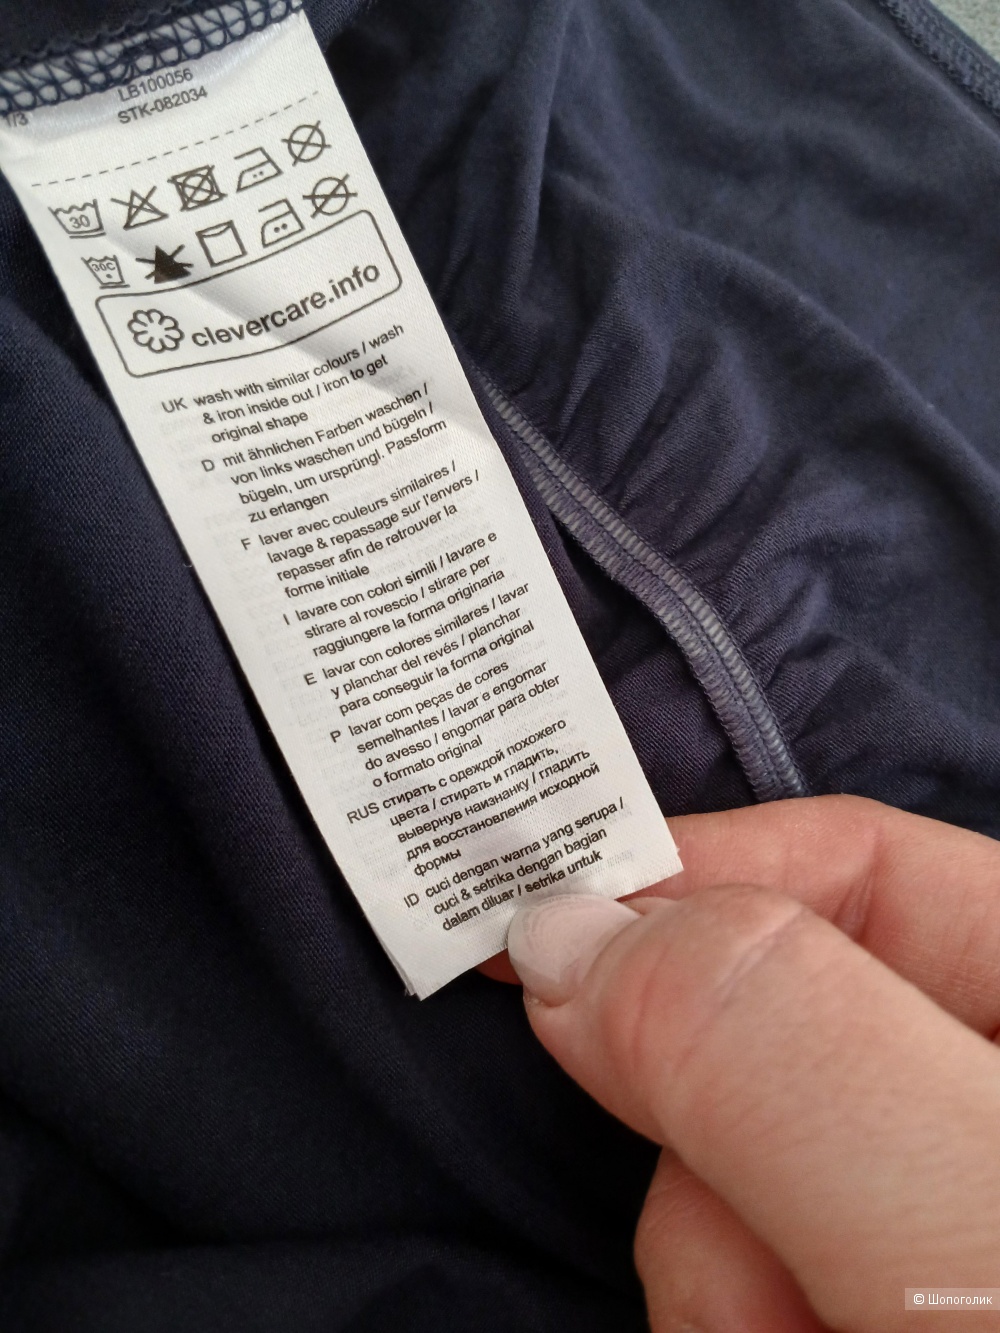 LB100056
1/3
STK-082034
30
30C
clevercare.info
UK wash with similar colours / wash
& iron inside out / iron to get
original shape
D mit ähnlichen Farben waschen /
von links waschen und bügeln /
bügeln, um ursprüngl. Passform
zu erlangen
F laver avec couleurs similaires /
lavage & repassage sur l'envers /
repasser afin de retrouver la
forme initiale
I lavare con colori simili / lavare e
stirare al rovescio / stirare per
raggiungere la forma originaria
E lavar con colores similares / lavar
y planchar del revés / planchar
para conseguir la forma original
P lavar com peças de cores
semelhantes / lavar e engomar
do avesso / engomar para obter
o formato original
RUS стирать с одеждой похожего
цвета / стирать и гладить,
вывернув наизнанку / гладить
для восстановления исходной
формы
ID cuci dengan warna yang serupa /
cuci & setrika dengan bagian
dalam diluar / setrika untuk
© Шопоголик